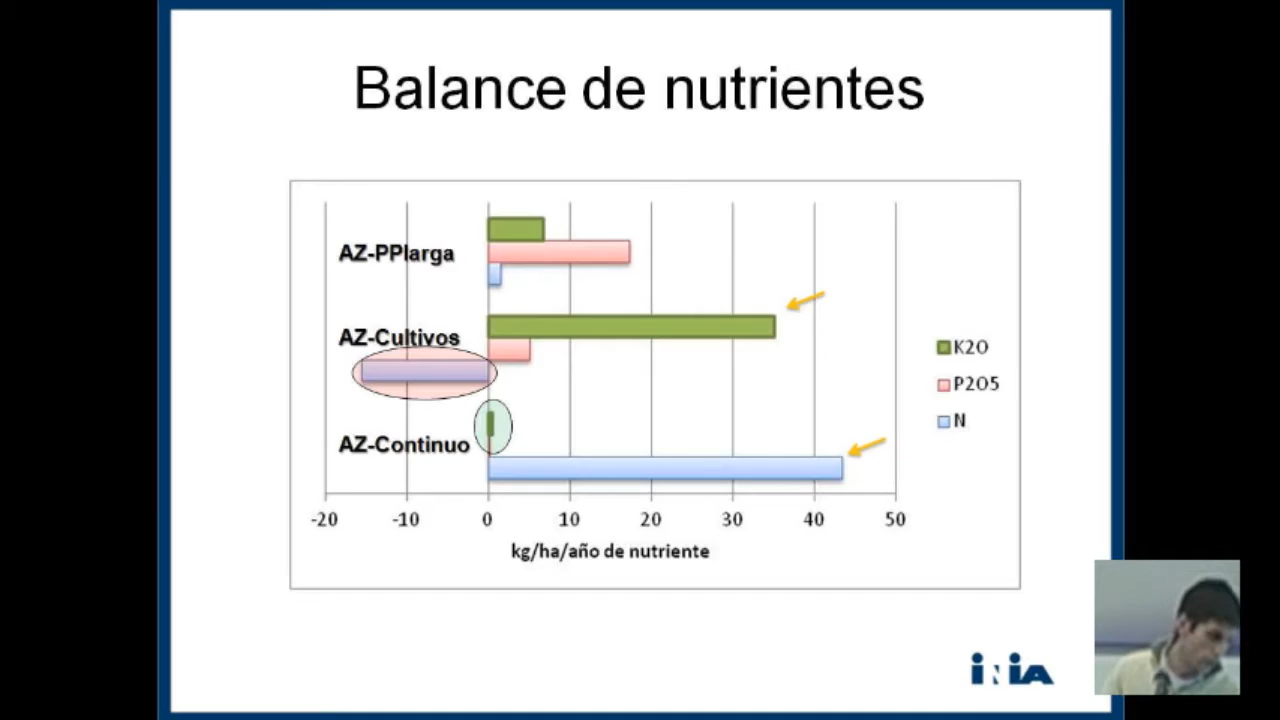 Balance de nutrientes
AZ-PPlarga
AZ-Cultivos
AZ-Continuo
K2O
P2O5
N
-20 -10 0 10 20 30 40 50
kg/ha/año de nutriente
iNiA